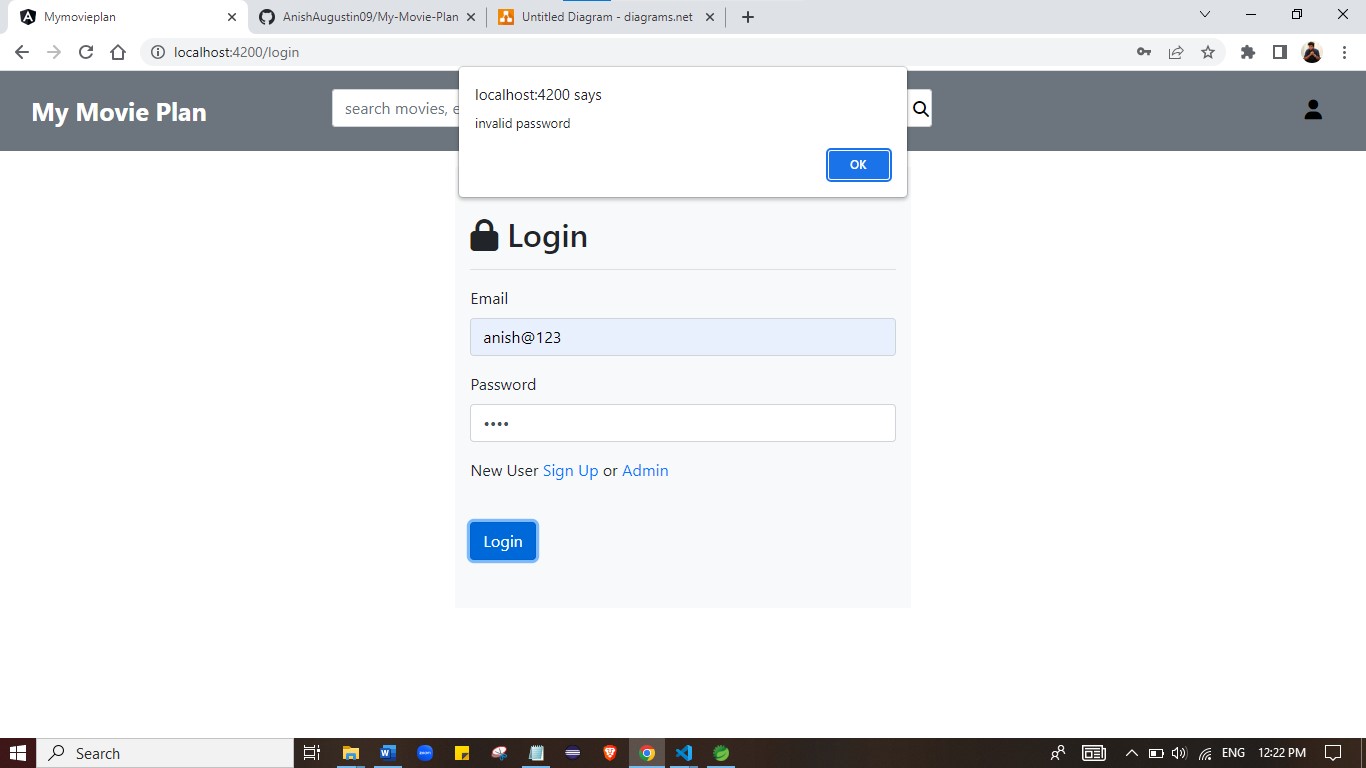 Mymovieplan
AnishAugustin09/My-Movie-Plan
Untitled Diagram - diagrams.net
localhost:4200/login
My Movie Plan
search movies, e
localhost:4200 says
invalid password
OK
Login
Email
anish@123
Password
••••
New User Sign Up or Admin
Login
Search
ENG
12:22 PM